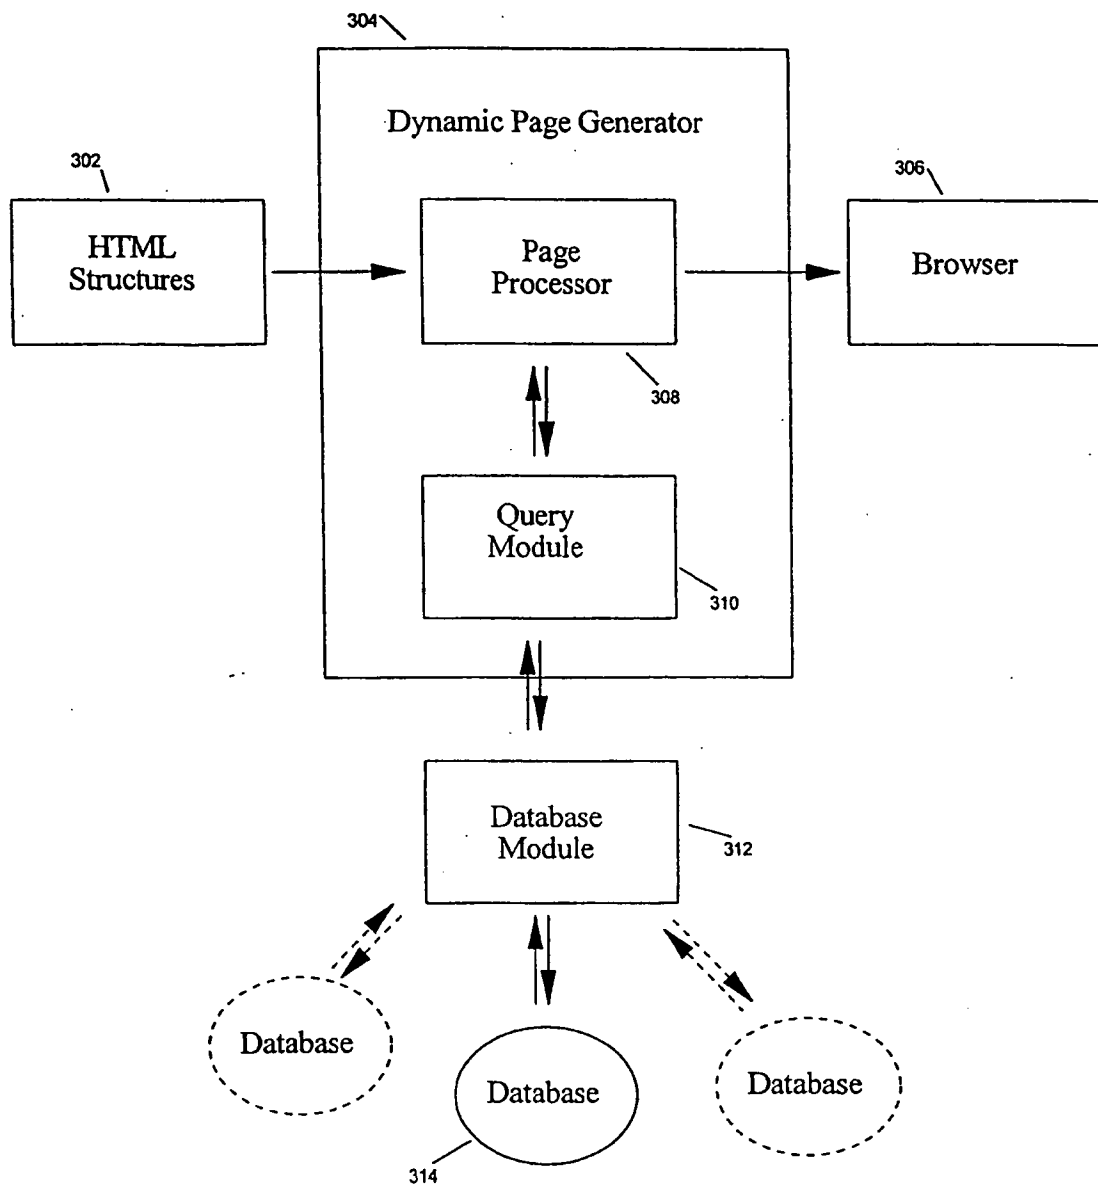 304
Dynamic Page Generator
302
HTML
Structures
Page
Processor
306
Browser
308
Query
Module
310
Database
Module
312
Database
Database
314
Database